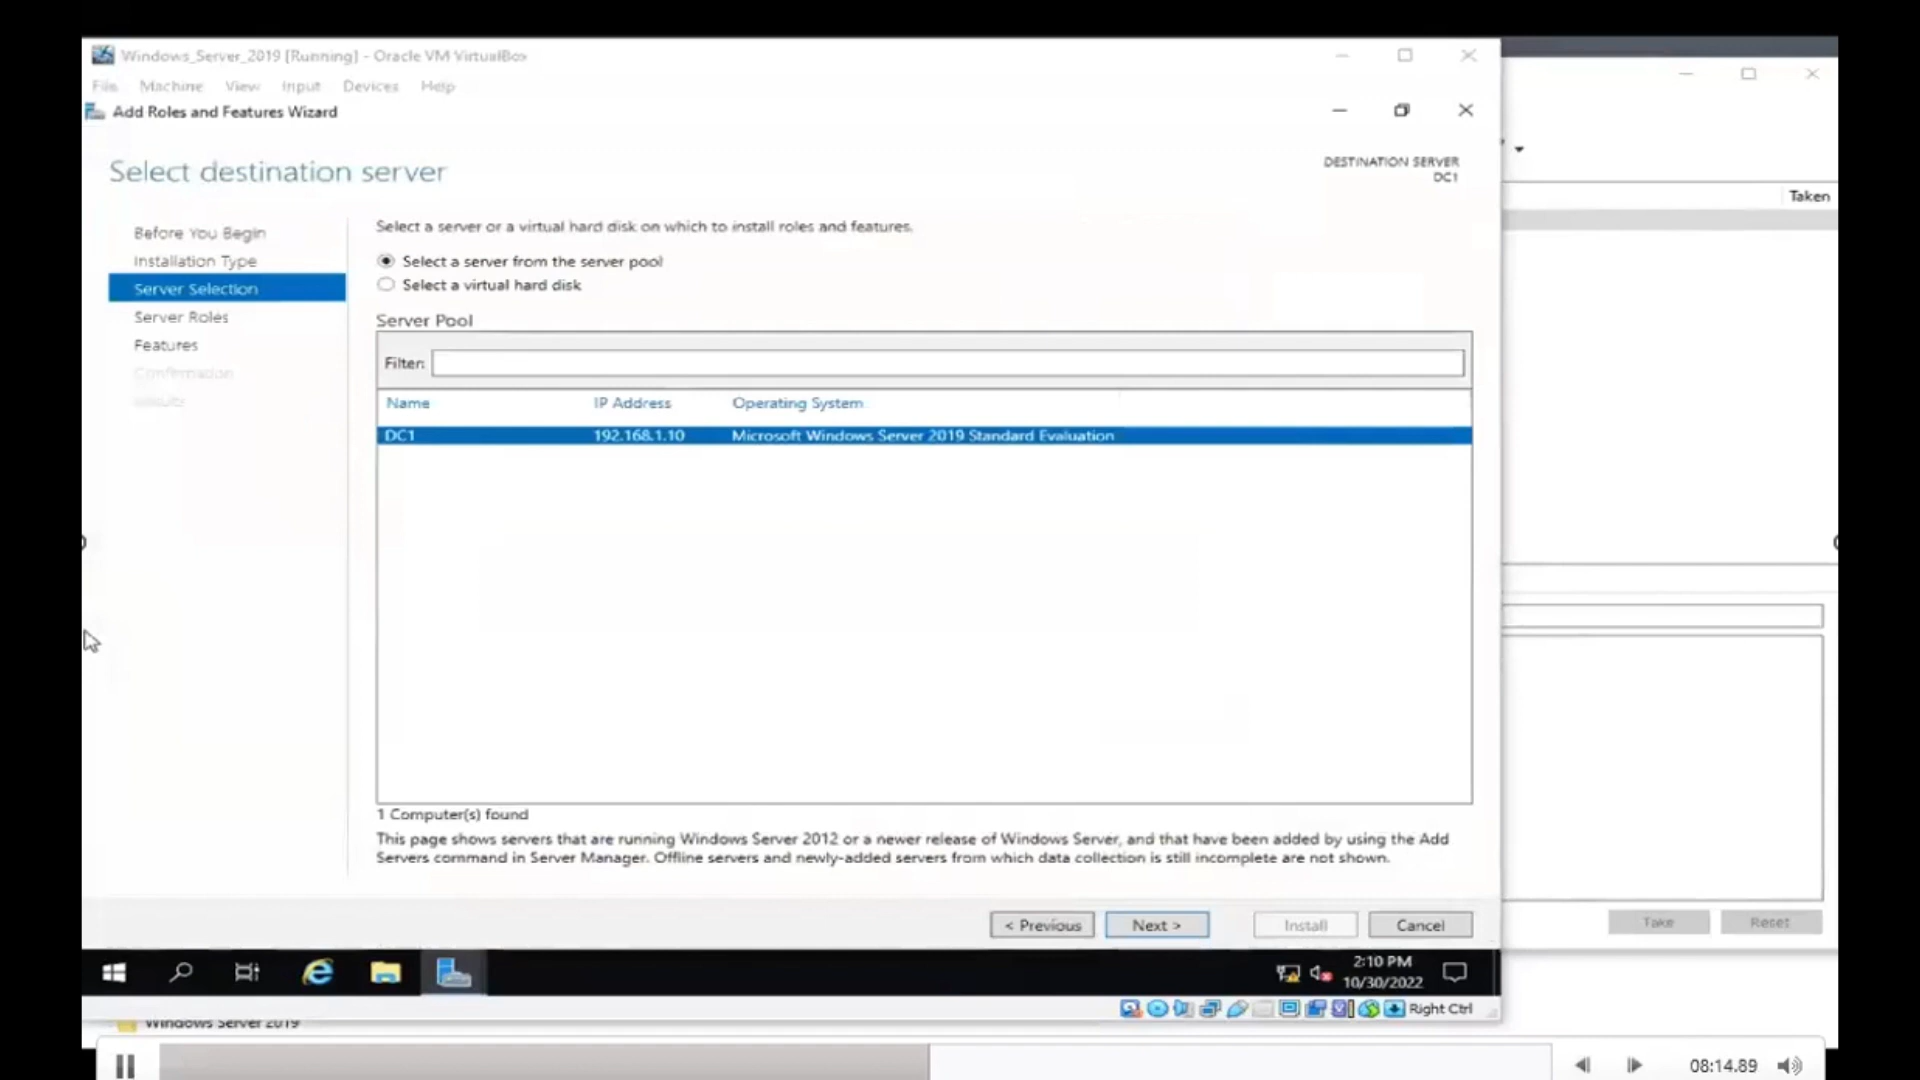 Windows_Server_2019 [Running] - Oracle VM VirtualBox
File Machine View Input Devices Help
Add Roles and Features Wizard
Select destination server
DESTINATION SERVER
DC1
Taken
Before You Begin
Installation Type
Server Selection
Server Roles
Features
Confirmation
Results
Select a server or a virtual hard disk on which to install roles and features.
Select a server from the server pool
Select a virtual hard disk
Server Pool
Filter:
Name IP Address Operating System
DC1 192.168.1.10 Microsoft Windows Server 2019 Standard Evaluation
1 Computer(s) found
This page shows servers that are running Windows Server 2012 or a newer release of Windows Server, and that have been added by using the Add
Servers command in Server Manager. Offline servers and newly-added servers from which data collection is still incomplete are not shown.
< Previous Next > Install Cancel
Take Reset
2:10 PM
10/30/2022
Right Ctrl
Windows Server 2019
08:14.89